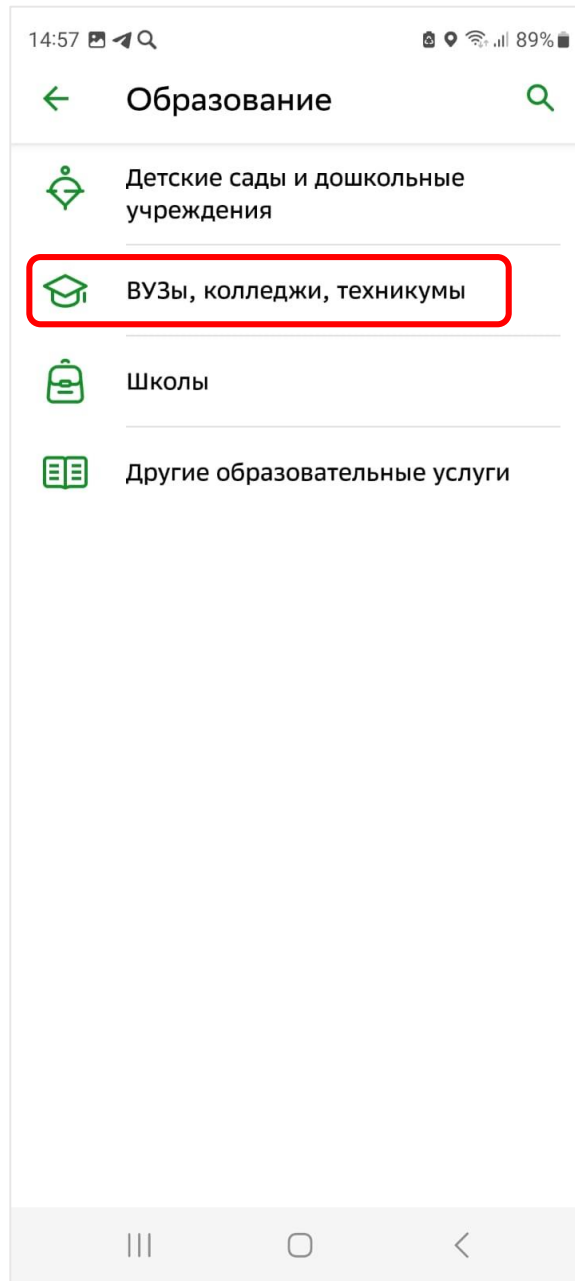 14:57 89%
Образование
Детские сады и дошкольные
учреждения
ВУЗы, колледжи, техникумы
Школы
Другие образовательные услуги